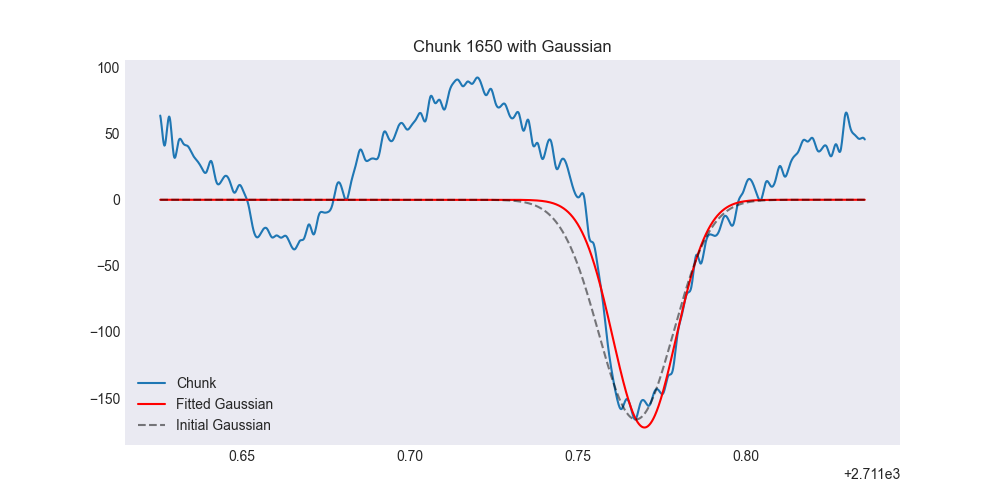 Chunk 1650 with Gaussian
100
50
0
−50
−100
−150
Chunk
Fitted Gaussian
Initial Gaussian
0.65 0.70 0.75 0.80
+2.711e3